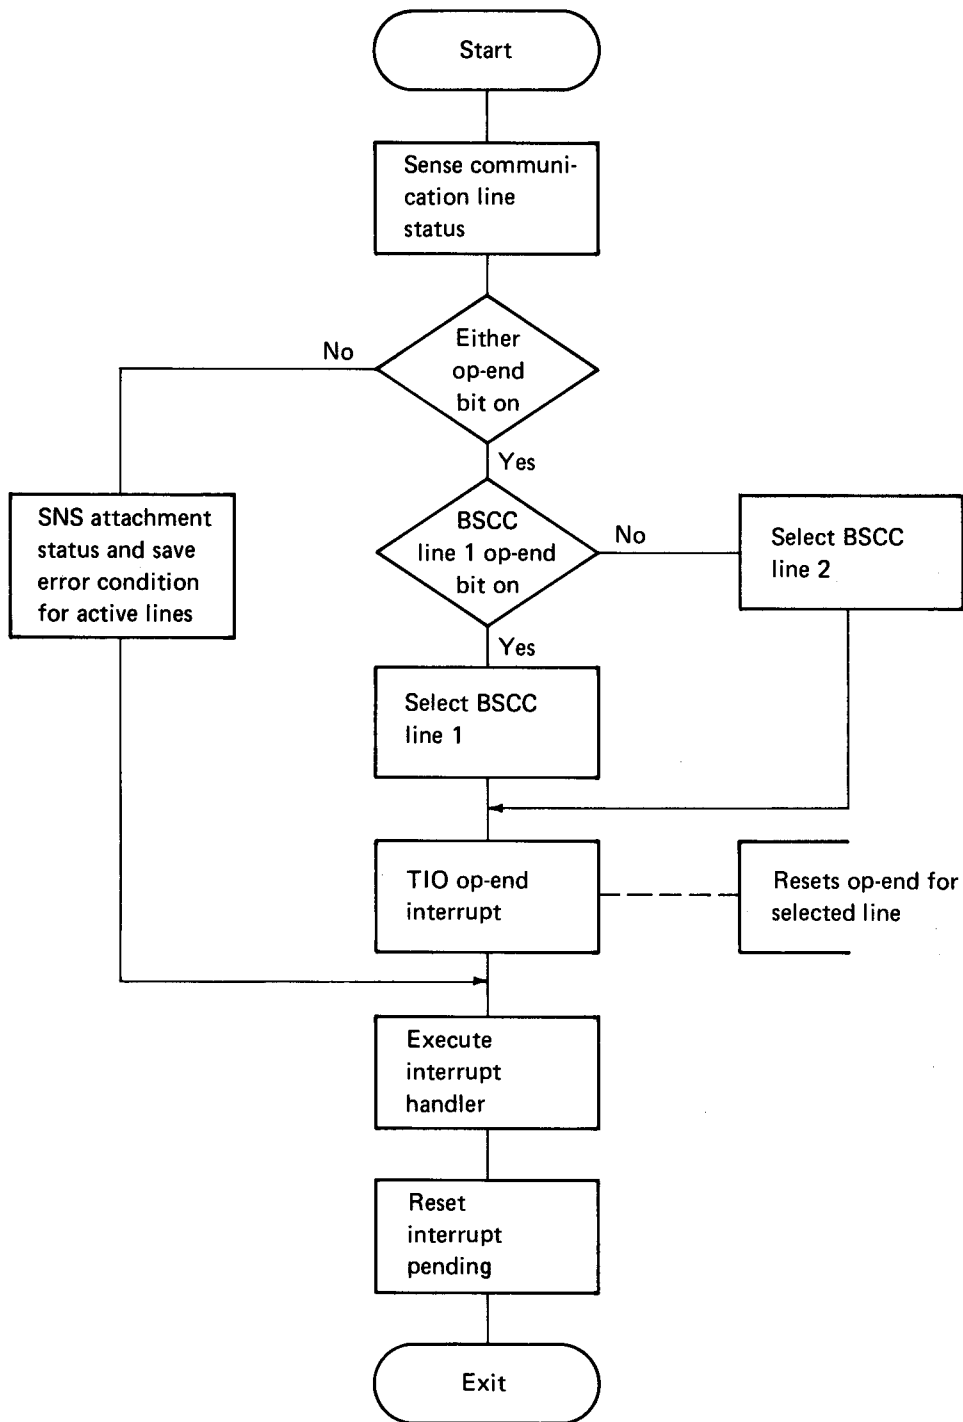 Start
Sense communi-
cation line
status
Either
op-end
bit on
No
Yes
SNS attachment
status and save
error condition
for active lines
BSCC
line 1 op-end
bit on
No
Select BSCC
line 2
Yes
Select BSCC
line 1
TIO op-end
interrupt
Resets op-end for
selected line
Execute
interrupt
handler
Reset
interrupt
pending
Exit